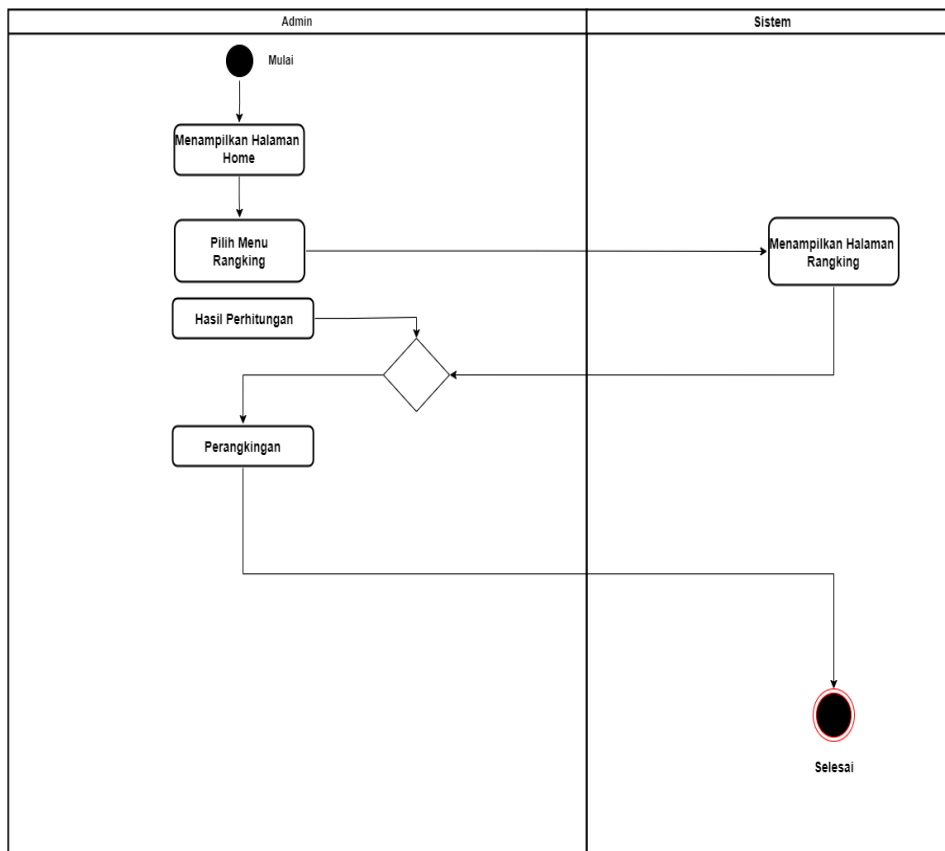 Admin
Sistem
Mulai
Menampilkan Halaman
Home
Pilih Menu
Rangking
Menampilkan Halaman
Rangking
Hasil Perhitungan
Perangkingan
Selesai